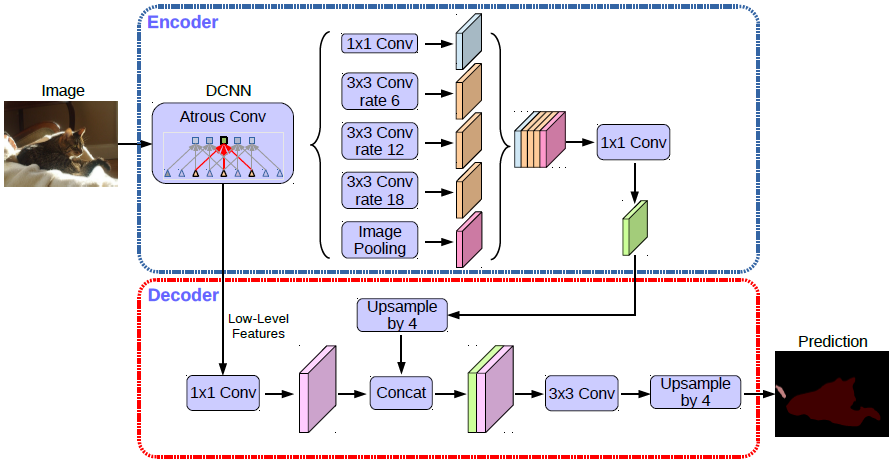 Encoder
Image
DCNN
Atrous Conv
1x1 Conv
3x3 Conv
rate 6
3x3 Conv
rate 12
3x3 Conv
rate 18
Image
Pooling
1x1 Conv
Decoder
Low-Level
Features
Upsample
by 4
1x1 Conv
Concat
3x3 Conv
Upsample
by 4
Prediction